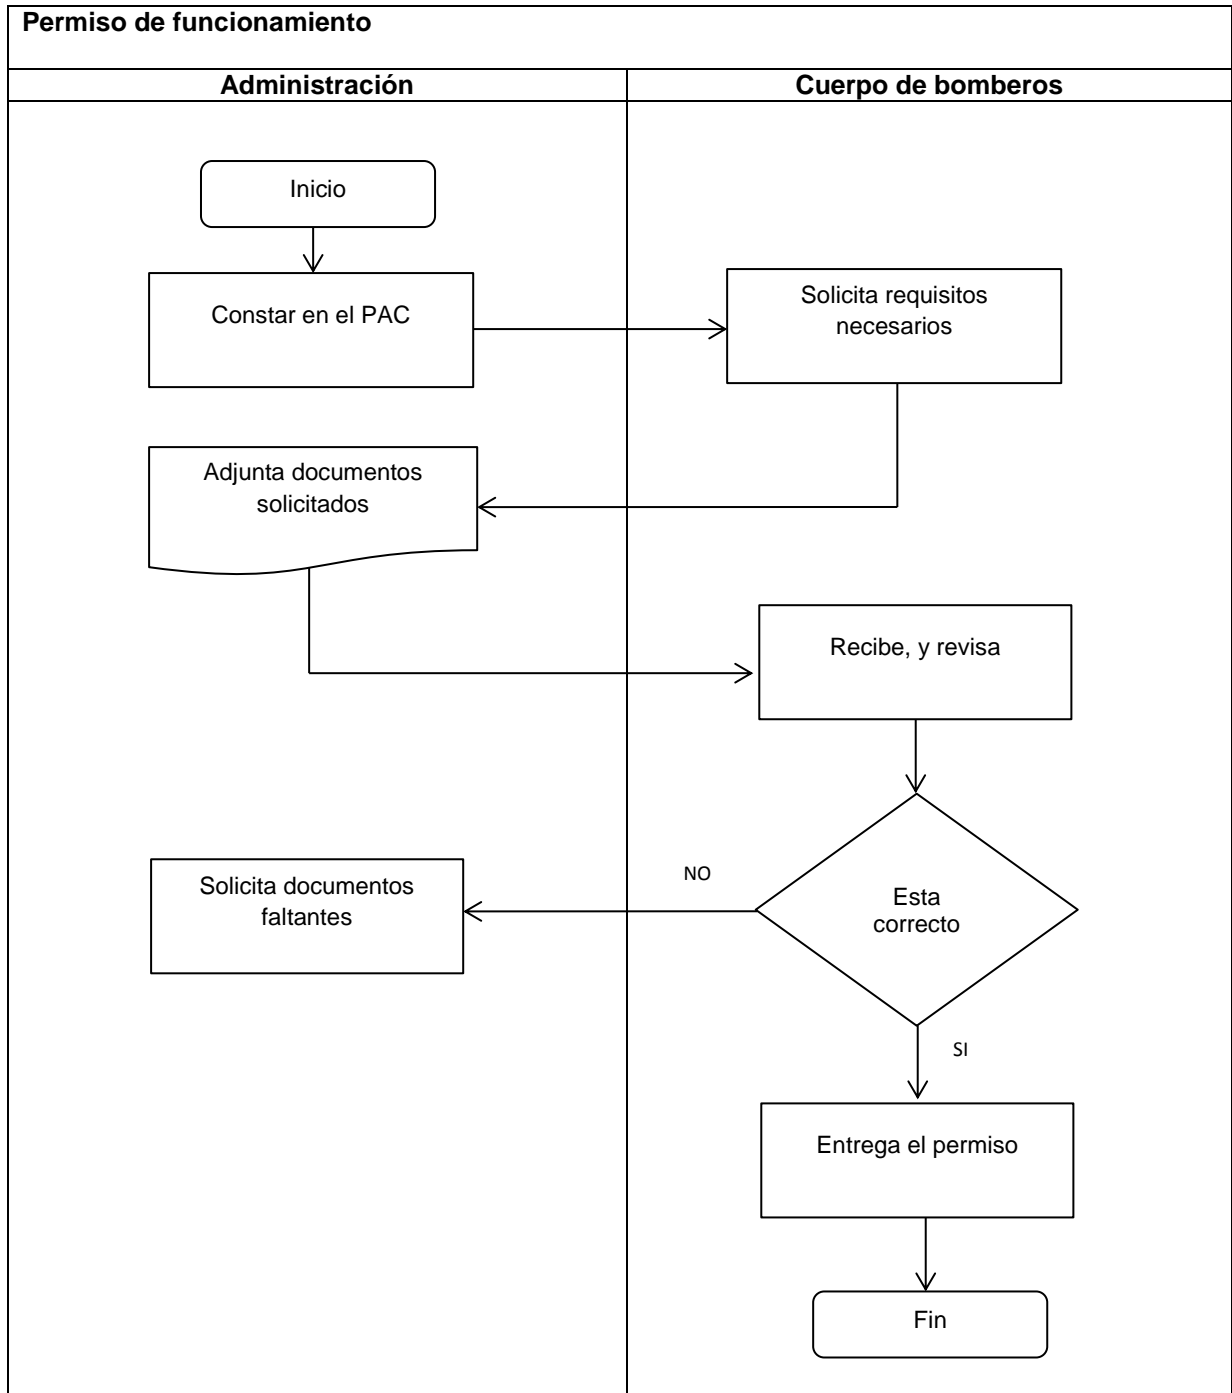 Permiso de funcionamiento
Administración
Cuerpo de bomberos
Inicio
Constar en el PAC
Solicita requisitos
necesarios
Adjunta documentos
solicitados
Recibe, y revisa
Esta
correcto
NO
Solicita documentos
faltantes
SI
Entrega el permiso
Fin